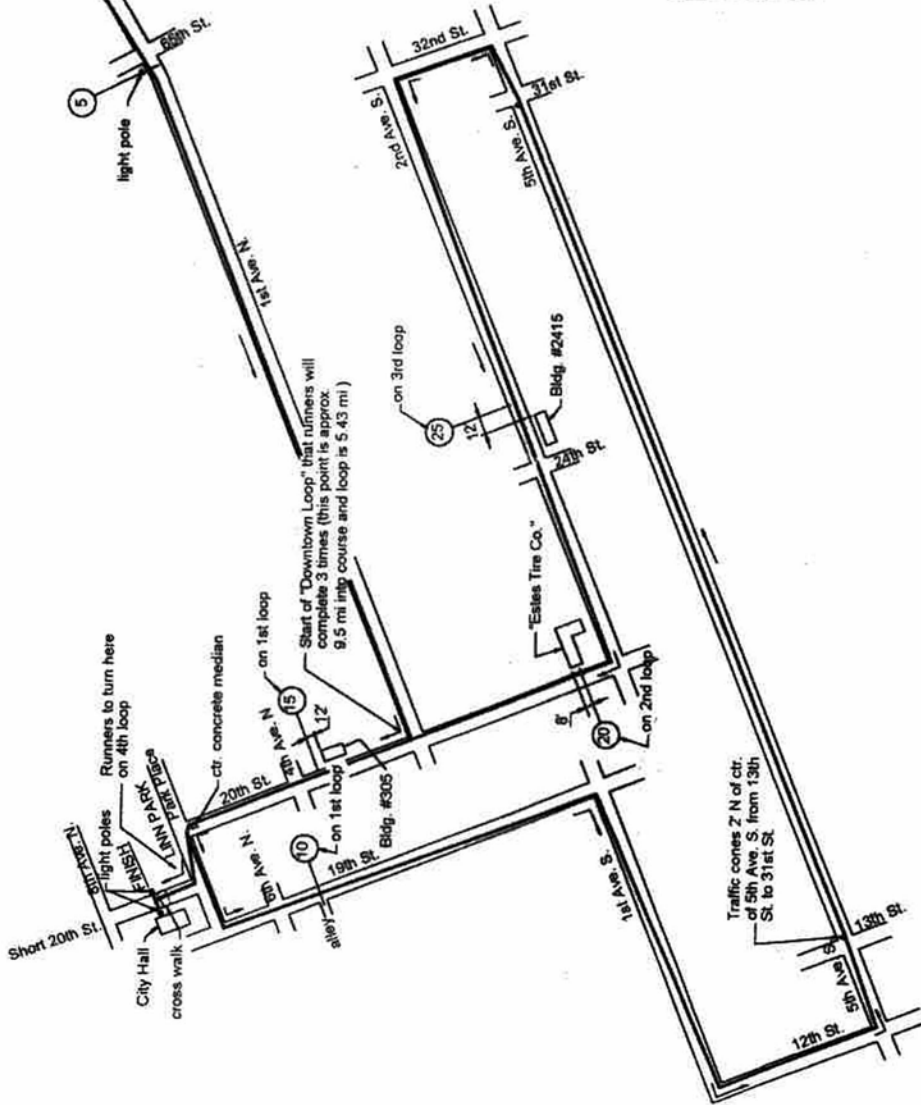 65th St.
5
light pole
1st Ave. N.
32nd St.
2nd Ave. S.
31st St.
5th Ave. S.
on 3rd loop
25
12'
Bldg. #2415
24th St.
Start of "Downtown Loop" that runners will
complete 3 times (this point is approx.
9.5 mi into course and loop is 5.43 mi)
"Estes Tire Co."
8'
20
on 2nd loop
Runners to turn here
on 4th loop
ctr. concrete median
on 1st loop
15
12'
4th Ave. N.
20th St.
Bldg. #305
LINN PARK
Park Place
light poles
FINISH
Short 20th St.
City Hall
cross walk
10
on 1st loop
alley
19th St.
1st Ave. S.
Traffic cones 2' N of ctr.
of 5th Ave. S. from 13th
St. to 31st St.
13th St.
5th Ave S.
12th St.